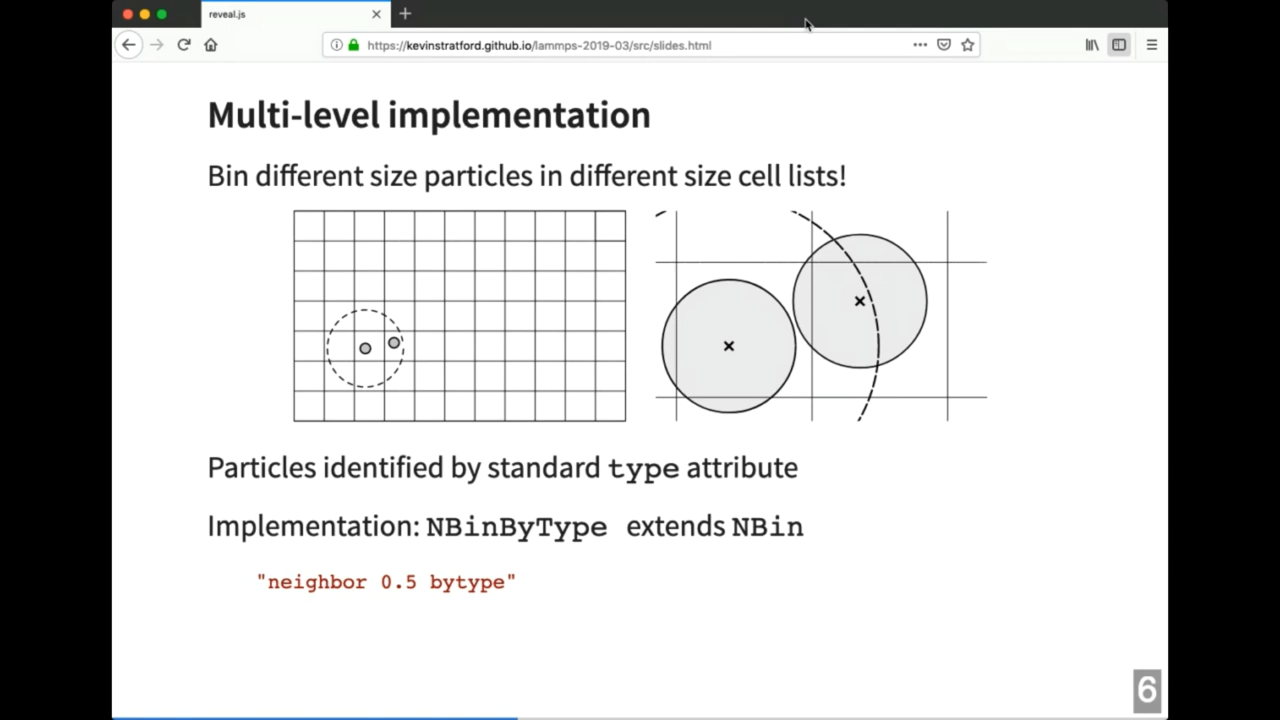 reveal.js
https://kevinstratford.github.io/lammps-2019-03/src/slides.html
Multi-level implementation
Bin different size particles in different size cell lists!
Particles identified by standard type attribute
Implementation: NBinByType extends NBin
"neighbor 0.5 bytype"
6